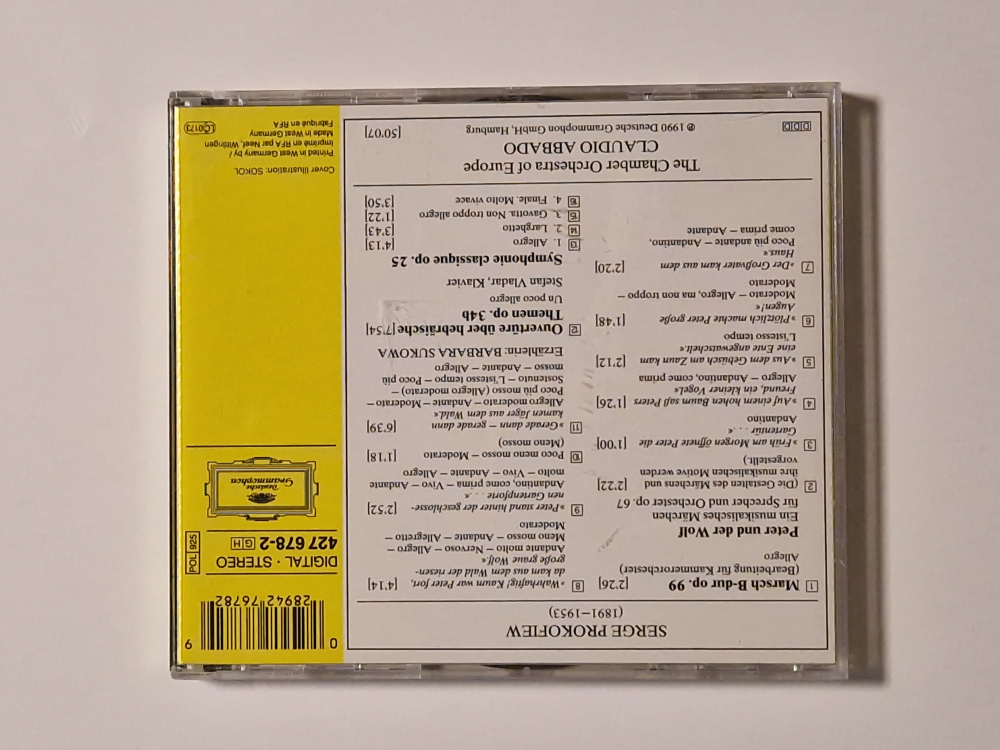 SERGE PROKOFIEW
(1891–1953)
1 Marsch B-dur op. 99 [2'26]
(Bearbeitung für Kammerorchester)
Allegro
Peter und der Wolf
Ein musikalisches Märchen
für Sprecher und Orchester op. 67
2 (Die Gestalten des Märchens und [2'22]
ihre musikalischen Motive werden
vorgestellt.)
3 »Früh am Morgen öffnete Peter die [1'00]
Gartentür . . .«
Andantino
4 »Auf einem hohen Baum saß Peters [1'26]
Freund, ein kleiner Vogel.«
Allegro – Andantino, come prima
5 »Aus dem Gebüsch am Zaun kam [2'12]
eine Ente angewatschelt«
L'istesso tempo
6 »Plötzlich machte Peter große [1'48]
Augen!«
Moderato – Allegro, ma non troppo –
Moderato
7 »Der Großvater kam aus dem [2'20]
Haus.«
Poco più andante – Andantino,
come prima – Andante
8 »Wahrhaftig! Kaum war Peter fort, [4'14]
da kam aus dem Wald der riesen-
große graue Wolf.«
Andante molto – Nervoso – Allegro –
Meno mosso – Andante – Allegretto –
Moderato
9 »Peter stand hinter der geschlosse- [2'52]
nen Gartenpforte . . .«
Andantino, come prima – Vivo – Andante
molto – Vivo – Andante – Allegro
10 Poco meno mosso – Moderato [1'18]
(Meno mosso)
11 »Gerade dann – gerade dann [6'39]
kamen Jäger aus dem Wald.«
Allegro moderato – Andante – Moderato –
Poco più mosso (Allegro moderato) –
Sostenuto – L'istesso tempo – Poco più
mosso – Andante – Allegro
Erzählerin: BARBARA SUKOWA
12 Ouvertüre über hebräische [7'54]
Themen op. 34b
Un poco allegro
Stefan Vladar, Klavier
Symphonie classique op. 25
13 1. Allegro [4'13]
14 2. Larghetto [3'43]
15 3. Gavotta. Non troppo allegro [1'22]
16 4. Finale. Molto vivace [3'50]
The Chamber Orchestra of Europe
CLAUDIO ABBADO
DDD ℗ 1990 Deutsche Grammophon GmbH, Hamburg [50'07]
0 28942 76782 9
DIGITAL · STEREO
427 678-2 GH
POL 925
Deutsche
Grammophon
Cover Illustration: SOKOL
Printed in West Germany by /
Imprimé en RFA par Neef, Wittingen
Made in West Germany
Fabriqué en RFA
LC 0173